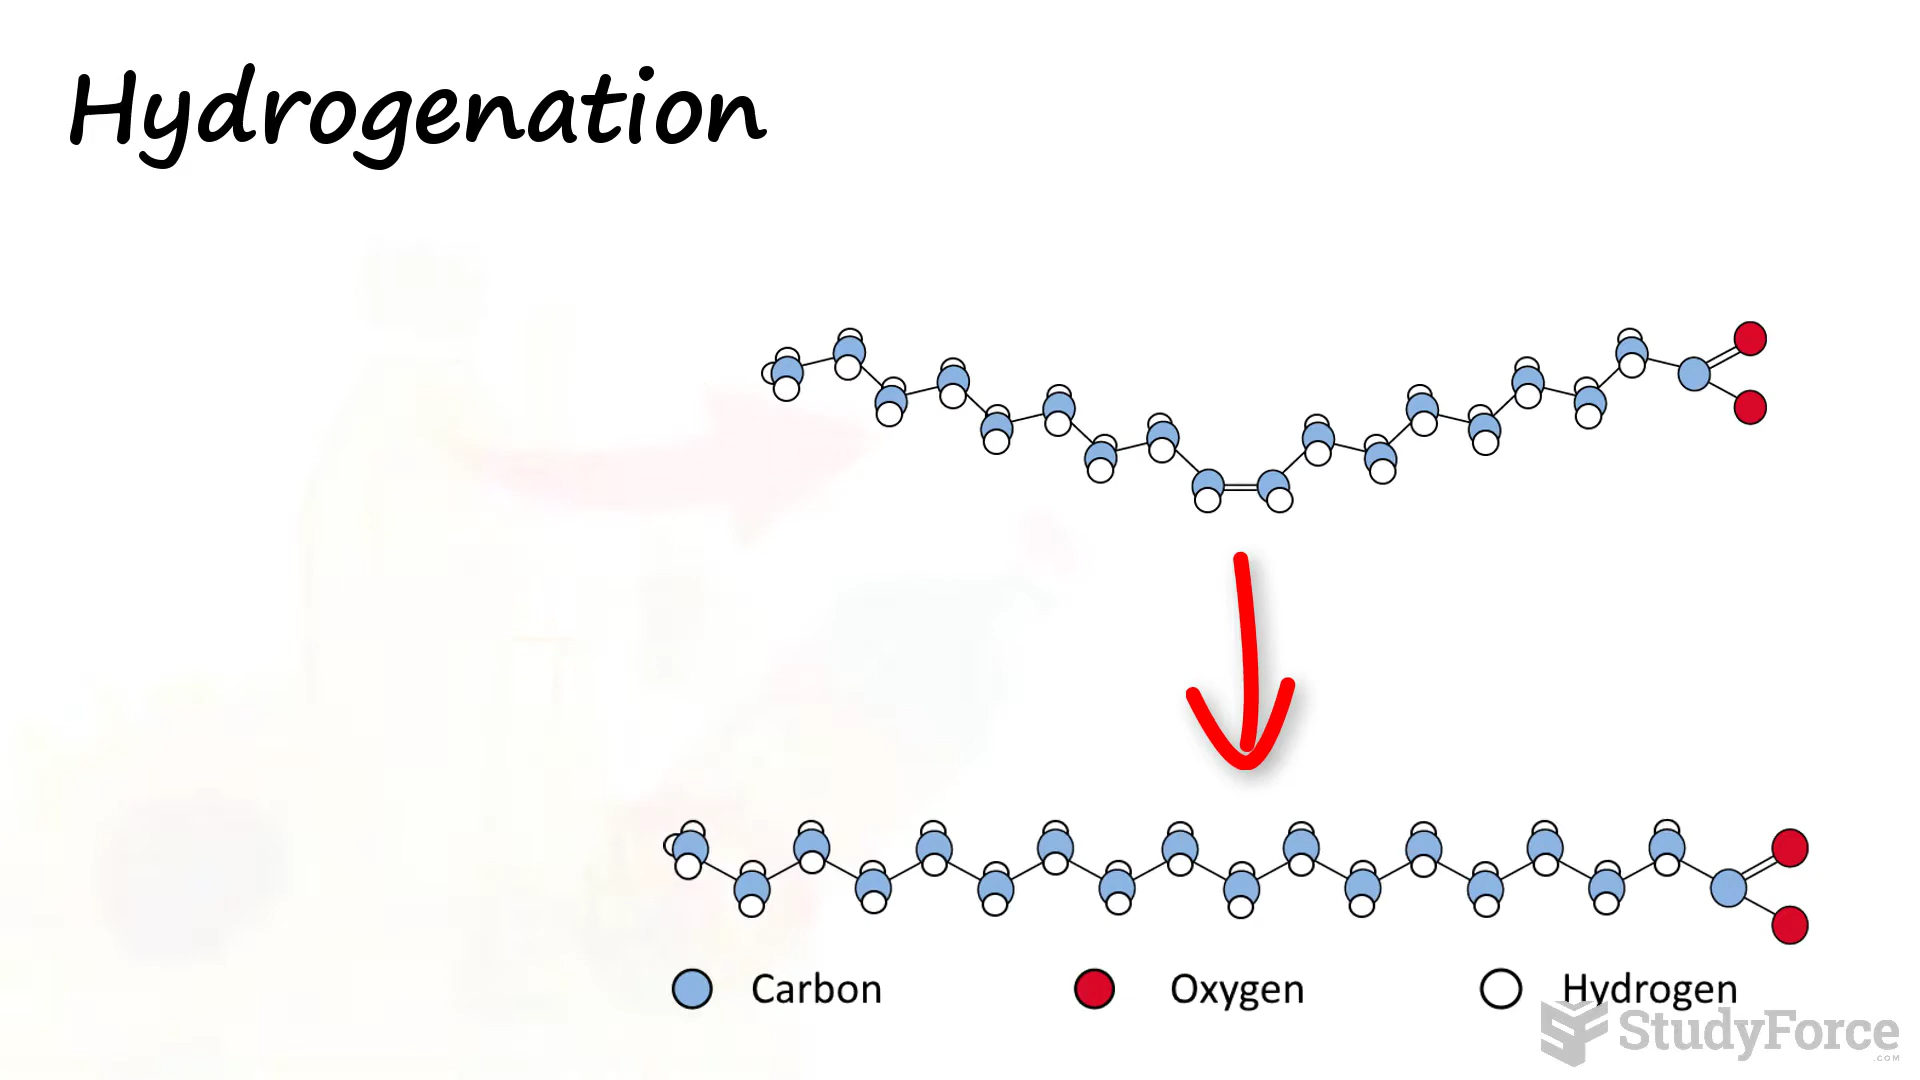 Hydrogenation
Carbon
Oxygen
Hydrogen
StudyForce
.COM